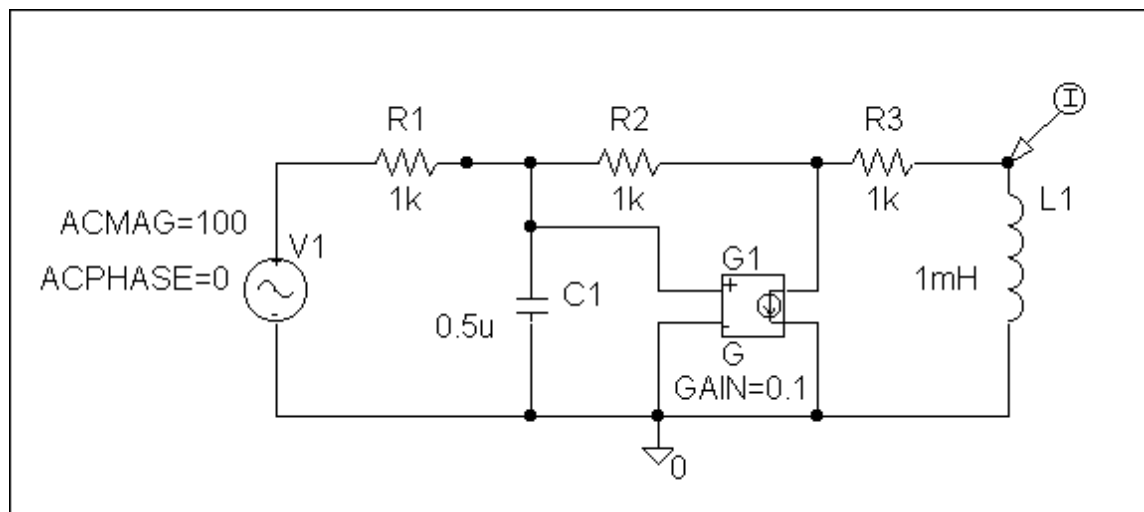 R1
R2
R3
I
1k
1k
1k
L1
ACMAG=100
V1
ACPHASE=0
+
-
C1
0.5u
G1
+
-
G
GAIN=0.1
1mH
0